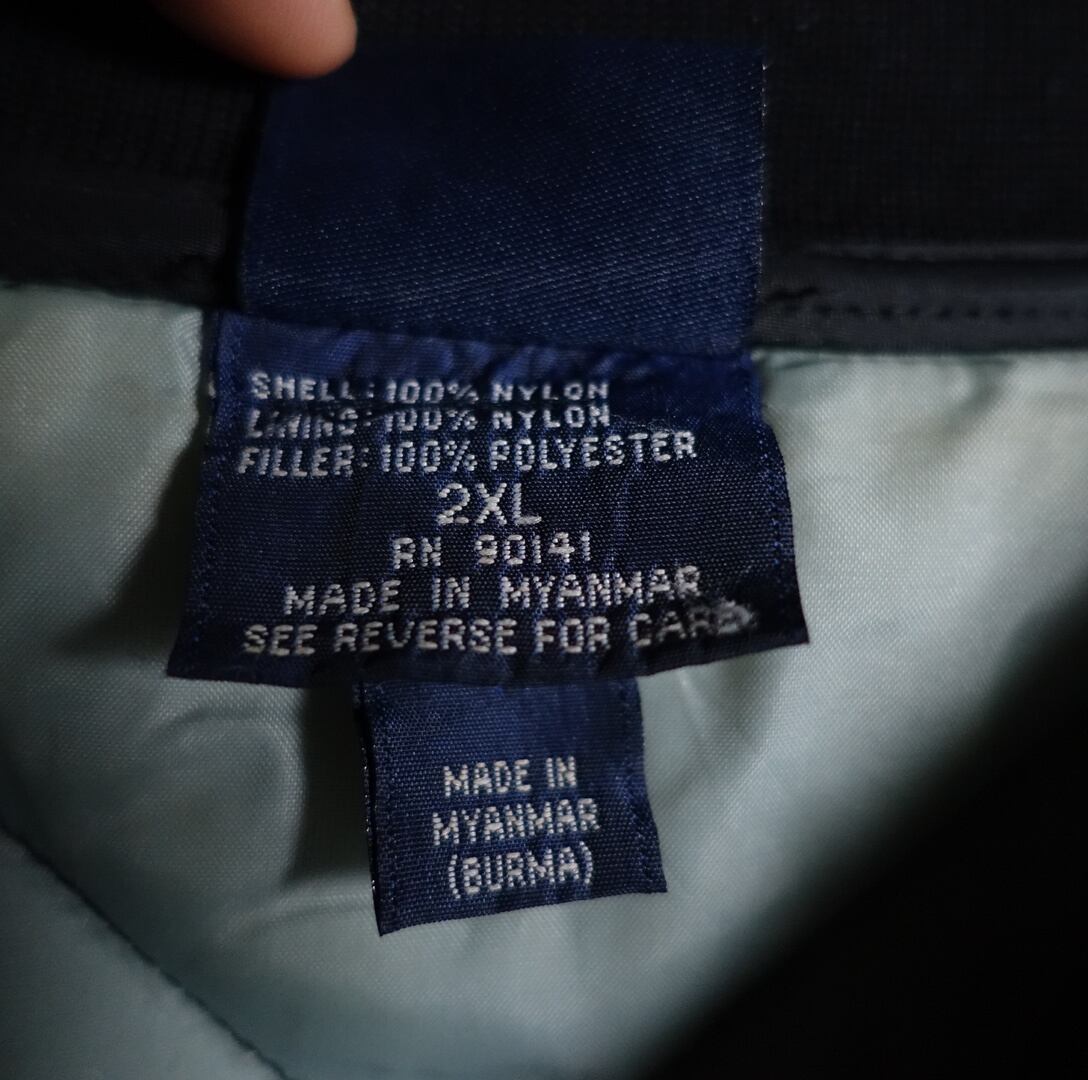 SHELL: 100% NYLON
LINING: 100% NYLON
FILLER: 100% POLYESTER
2XL
RN 90141
MADE IN MYANMAR
SEE REVERSE FOR CARE
MADE IN
MYANMAR
(BURMA)